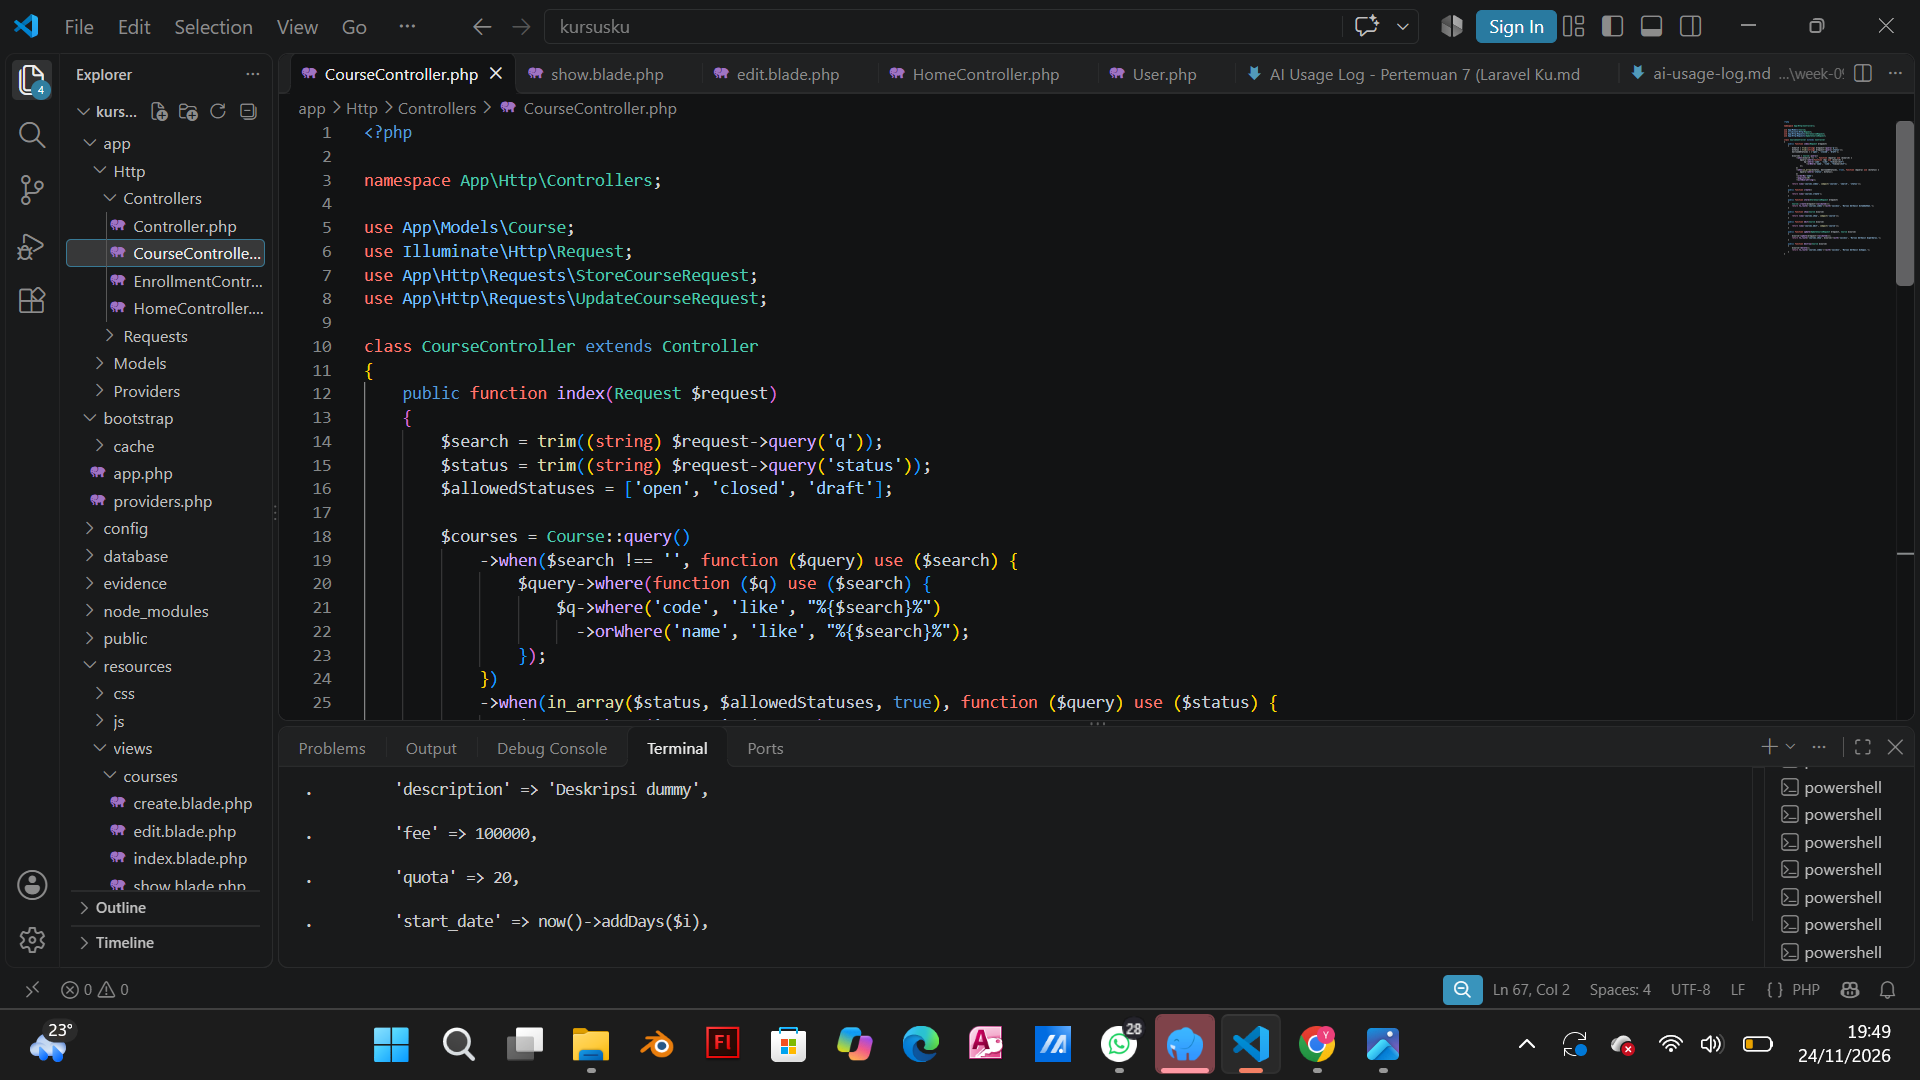 File Edit Selection View Go ··· kursusku Sign In
Explorer ···
CourseController.php show.blade.php edit.blade.php HomeController.php User.php AI Usage Log - Pertemuan 7 (Laravel Ku.md ai-usage-log.md ...\week-09 ···
app > Http > Controllers > CourseController.php
kurs...
app
Http
Controllers
Controller.php
CourseControlle...
EnrollmentContr...
HomeController....
Requests
Models
Providers
bootstrap
cache
app.php
providers.php
config
database
evidence
node_modules
public
resources
css
js
views
courses
create.blade.php
edit.blade.php
index.blade.php
show.blade.php
Outline
Timeline
4
1 <?php
2
3 namespace App\Http\Controllers;
4
5 use App\Models\Course;
6 use Illuminate\Http\Request;
7 use App\Http\Requests\StoreCourseRequest;
8 use App\Http\Requests\UpdateCourseRequest;
9
10 class CourseController extends Controller
11 {
12 public function index(Request $request)
13 {
14 $search = trim((string) $request->query('q'));
15 $status = trim((string) $request->query('status'));
16 $allowedStatuses = ['open', 'closed', 'draft'];
17
18 $courses = Course::query()
19 ->when($search !== '', function ($query) use ($search) {
20 $query->where(function ($q) use ($search) {
21 $q->where('code', 'like', "%{$search}%")
22 ->orWhere('name', 'like', "%{$search}%");
23 });
24 })
25 ->when(in_array($status, $allowedStatuses, true), function ($query) use ($status) {
Problems Output Debug Console Terminal Ports
. 'description' => 'Deskripsi dummy',
. 'fee' => 100000,
. 'quota' => 20,
. 'start_date' => now()->addDays($i),
powershell
powershell
powershell
powershell
powershell
powershell
powershell
0 0 Ln 67, Col 2 Spaces: 4 UTF-8 LF { } PHP
23°
28
19:49
24/11/2026